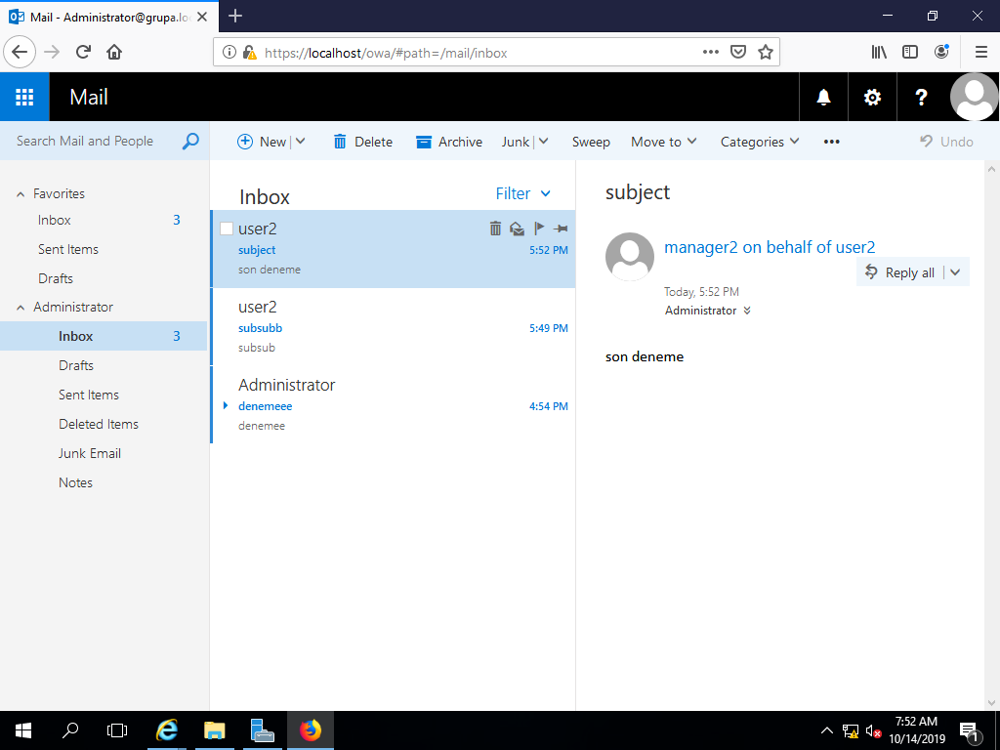 Mail - Administrator@grupa.lo
https://localhost/owa/#path=/mail/inbox
Mail
?
Search Mail and People
New
Delete
Archive
Junk
Sweep
Move to
Categories
Undo
Favorites
Inbox 3
Sent Items
Drafts
Administrator
Inbox 3
Drafts
Sent Items
Deleted Items
Junk Email
Notes
Inbox
Filter
user2
subject 5:52 PM
son deneme
user2
subsubb 5:49 PM
subsub
Administrator
denemeee 4:54 PM
denemee
subject
manager2 on behalf of user2
Reply all
Today, 5:52 PM
Administrator
son deneme
7:52 AM
10/14/2019
1